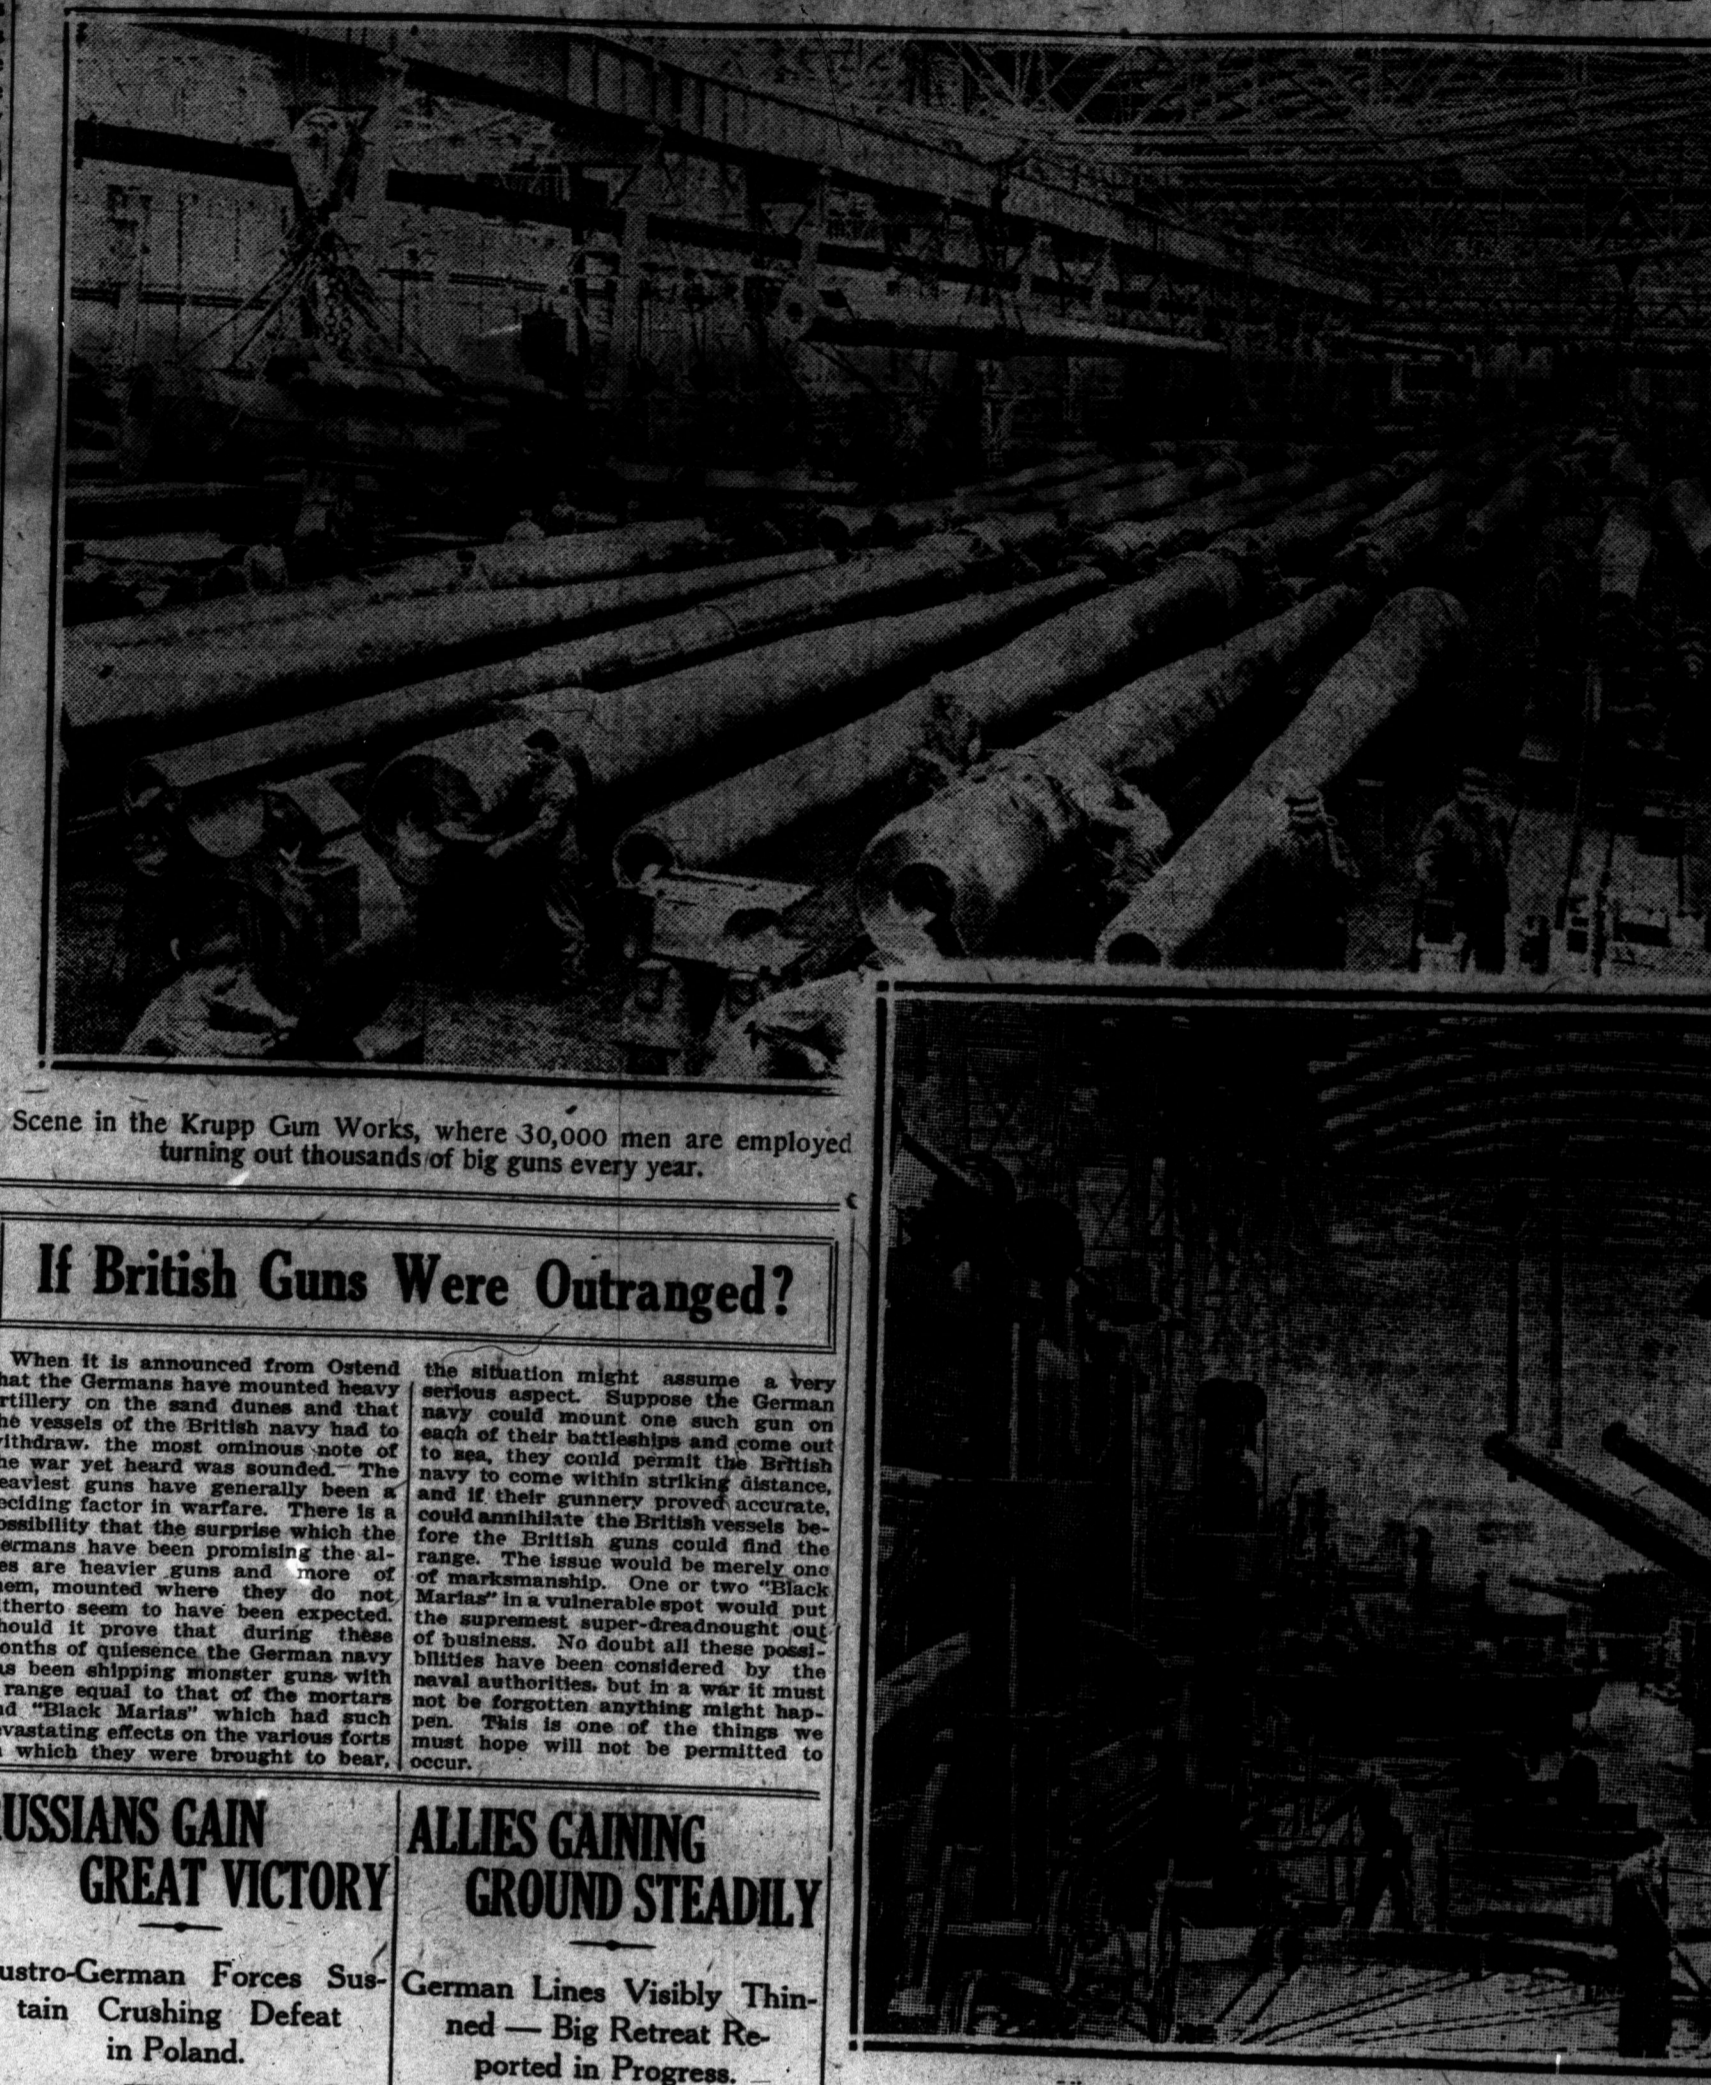 Scene in the Krupp Gun Works, where 30,000 men are employed
turning out thousands of big guns every year.
If British Guns Were Outranged?
When it is announced from Ostend
hat the Germans have mounted heavy
rtillery on the sand dunes and that
he vessels of the British navy had to
ithdraw. the most ominous note of
he war yet heard was sounded. The
eaviest guns have generally been a
eciding factor in warfare. There is a
ossibility that the surprise which the
ermans have been promising the al-
es are heavier guns and more of
hem, mounted where they do not
therto seem to have been expected.
hould it prove that during these
onths of quiesence the German navy
as been shipping monster guns with
range equal to that of the mortars
nd "Black Marias" which had such
evastating effects on the various forts
which they were brought to bear,
the situation might assume a very
serious aspect. Suppose the German
navy could mount one such gun on
each of their battleships and come out
to sea, they could permit the British
navy to come within striking distance,
and if their gunnery proved accurate,
could annihilate the British vessels be-
fore the British guns could find the
range. The issue would be merely one
of marksmanship. One or two "Black
Marias" in a vulnerable spot would put
the supremest super-dreadnought out
of business. No doubt all these possi-
bilities have been considered by the
naval authorities, but in a war it must
not be forgotten anything might hap-
pen. This is one of the things we
must hope will not be permitted to
occur.
USSIANS GAIN
GREAT VICTORY
ustro-German Forces Sus-
tain Crushing Defeat
in Poland.
ALLIES GAINING
GROUND STEADILY
German Lines Visibly Thin-
ned — Big Retreat Re-
ported in Progress.